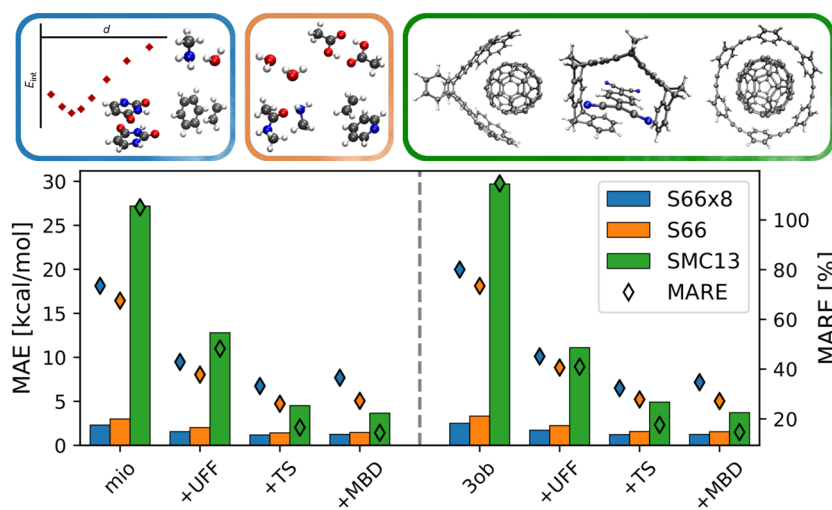 d
E_int
30
25
20
15
10
5
0
MAE [kcal/mol]
100
80
60
40
20
MARE [%]
S66x8
S66
SMC13
MARE
mio
+UFF
+TS
+MBD
3ob
+UFF
+TS
+MBD